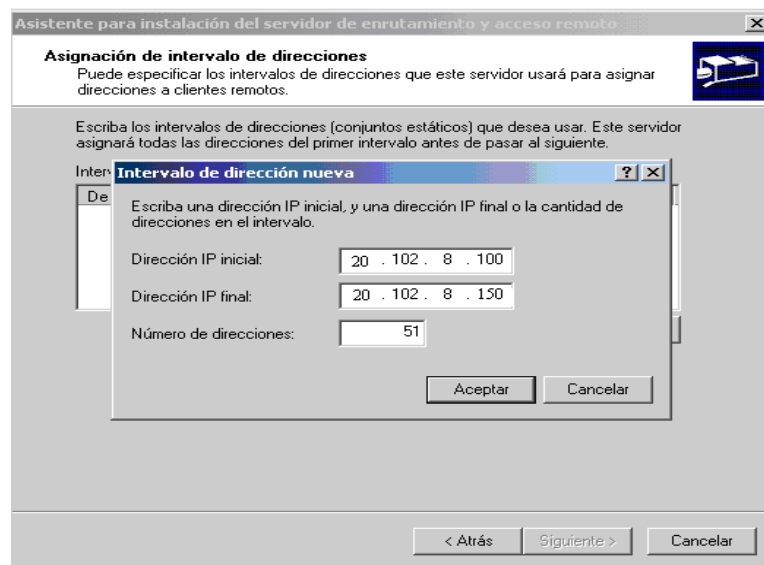 Asistente para instalación del servidor de enrutamiento y acceso remoto
Asignación de intervalo de direcciones
Puede especificar los intervalos de direcciones que este servidor usará para asignar
direcciones a clientes remotos.
Escriba los intervalos de direcciones (conjuntos estáticos) que desea usar. Este servidor
asignará todas las direcciones del primer intervalo antes de pasar al siguiente.
Intervalo de dirección nueva
De
Escriba una dirección IP inicial, y una dirección IP final o la cantidad de
direcciones en el intervalo.
Dirección IP inicial: 20 . 102 . 8 . 100
Dirección IP final: 20 . 102 . 8 . 150
Número de direcciones: 51
Aceptar Cancelar
< Atrás Siguiente > Cancelar